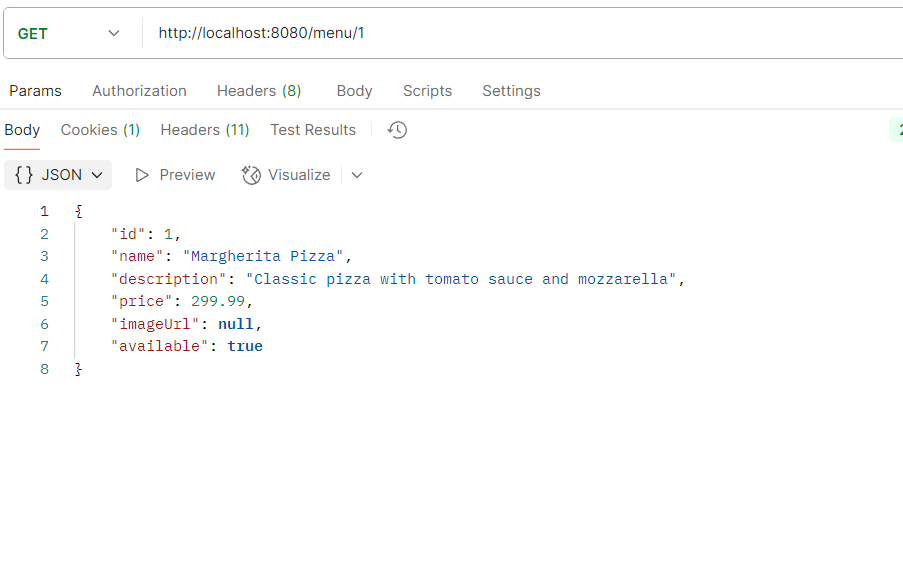 GET http://localhost:8080/menu/1
Params Authorization Headers (8) Body Scripts Settings
Body Cookies (1) Headers (11) Test Results 2
{} JSON Preview Visualize
1 {
2 "id": 1,
3 "name": "Margherita Pizza",
4 "description": "Classic pizza with tomato sauce and mozzarella",
5 "price": 299.99,
6 "imageUrl": null,
7 "available": true
8 }